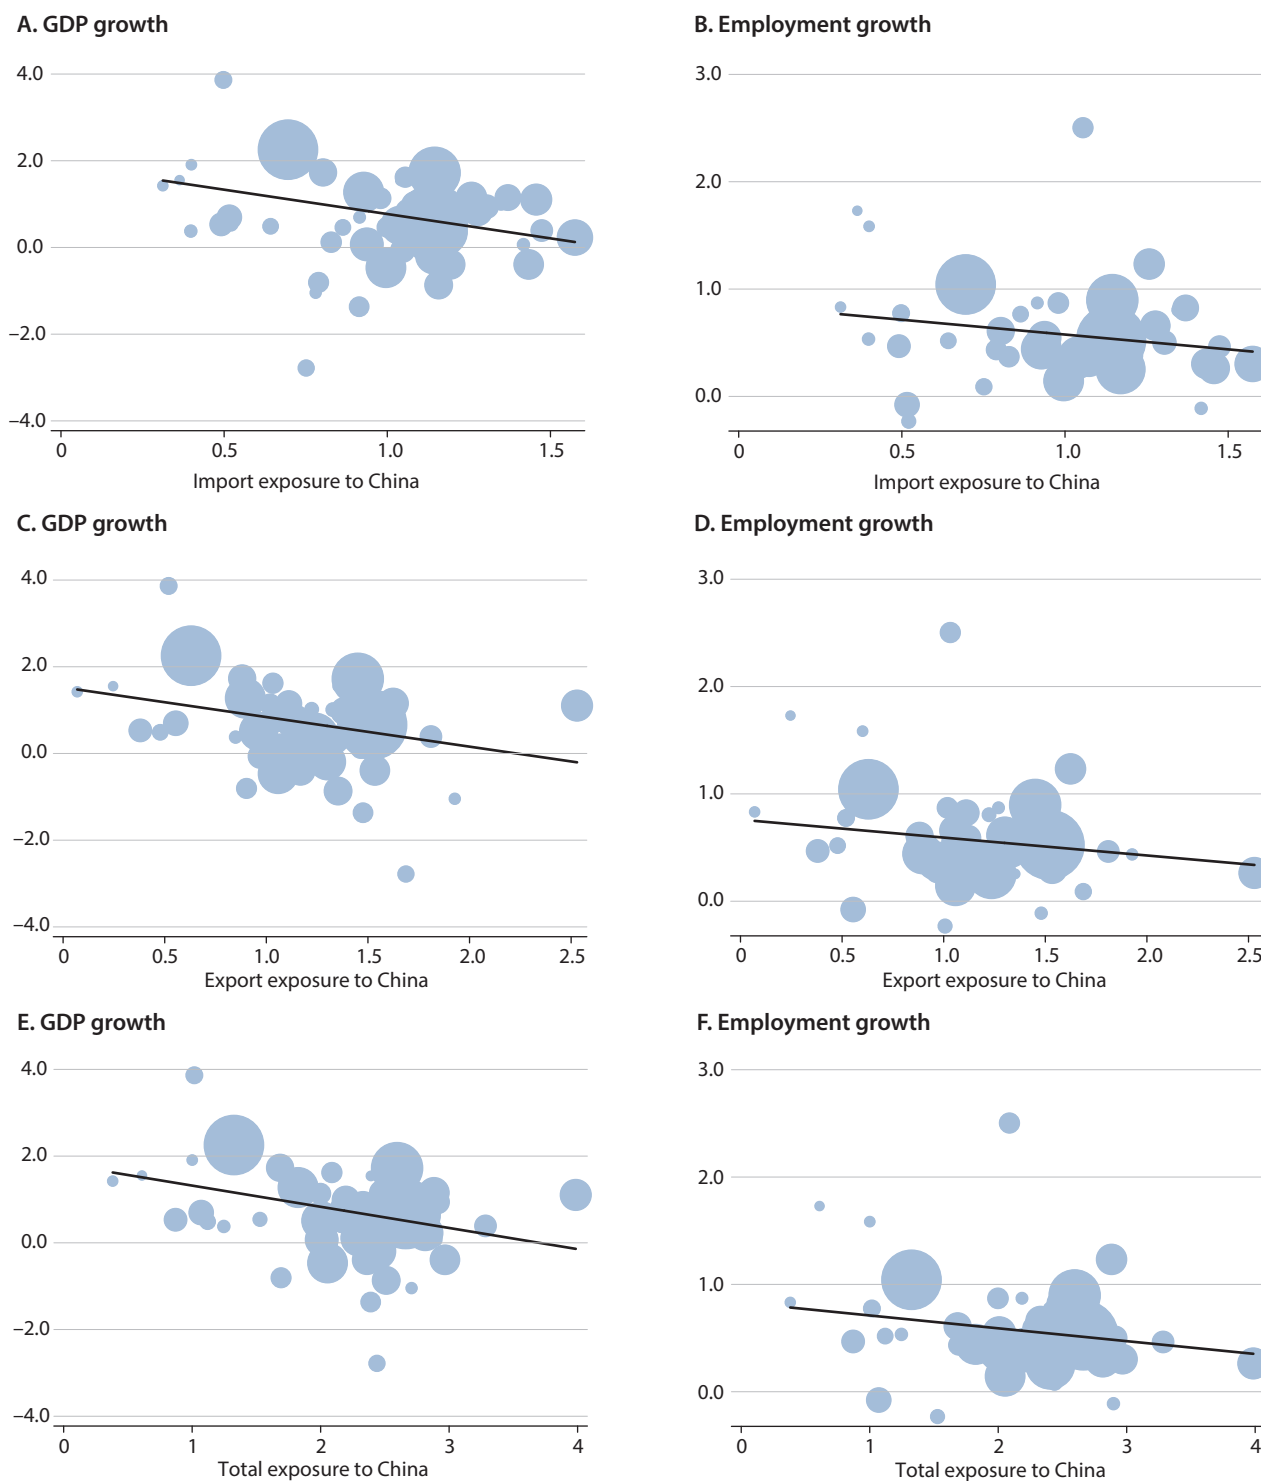 A. GDP growth
4.0
2.0
0.0
–2.0
–4.0
0 0.5 1.0 1.5
Import exposure to China
B. Employment growth
3.0
2.0
1.0
0.0
0 0.5 1.0 1.5
Import exposure to China
C. GDP growth
4.0
2.0
0.0
–2.0
–4.0
0 0.5 1.0 1.5 2.0 2.5
Export exposure to China
D. Employment growth
3.0
2.0
1.0
0.0
0 0.5 1.0 1.5 2.0 2.5
Export exposure to China
E. GDP growth
4.0
2.0
0.0
–2.0
–4.0
0 1 2 3 4
Total exposure to China
F. Employment growth
3.0
2.0
1.0
0.0
0 1 2 3 4
Total exposure to China